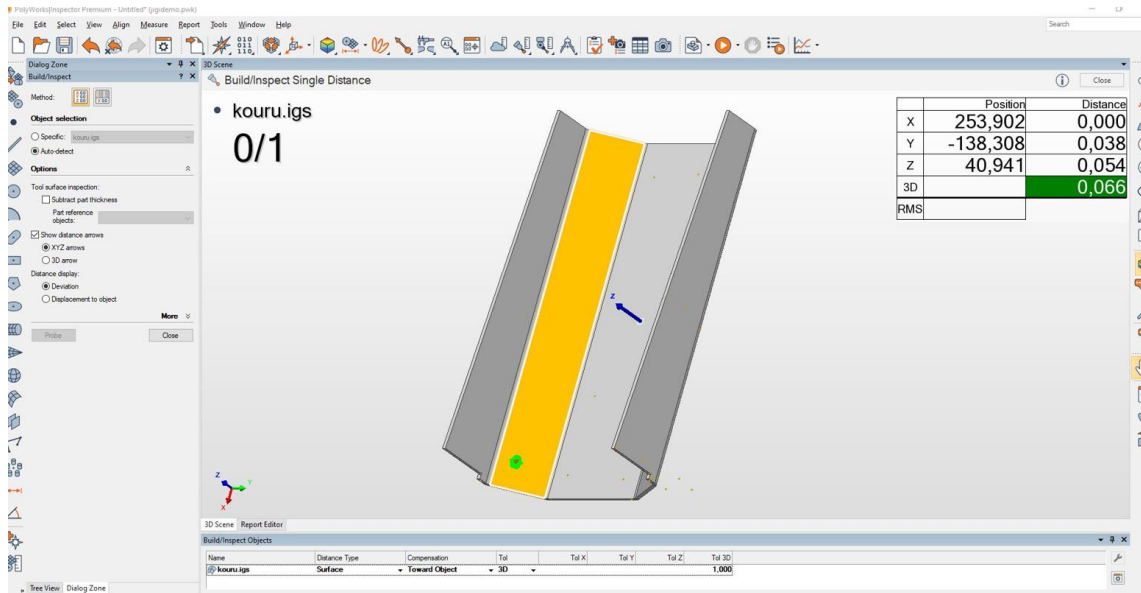 PolyWorks|Inspector Premium - Untitled* (jigdemo.pwk)
File Edit Select View Align Measure Report Tools Window Help
Search
Dialog Zone
3D Scene
Build/Inspect
Build/Inspect Single Distance
Close
Method:
Object selection
Specific: kouru.igs
Auto-detect
Options
Tool surface inspection:
Subtract part thickness
Part reference objects:
Show distance arrows
XYZ arrows
3D arrow
Distance display:
Deviation
Displacement to object
More
Probe Close
kouru.igs
0/1
Position Distance
X 253,902 0,000
Y -138,308 0,038
Z 40,941 0,054
3D 0,066
RMS
Z
Z Y
X
3D Scene Report Editor
Build/Inspect Objects
Name Distance Type Compensation Tol Tol X Tol Y Tol Z Tol 3D
kouru.igs Surface Toward Object 3D 1,000
Tree View Dialog Zone